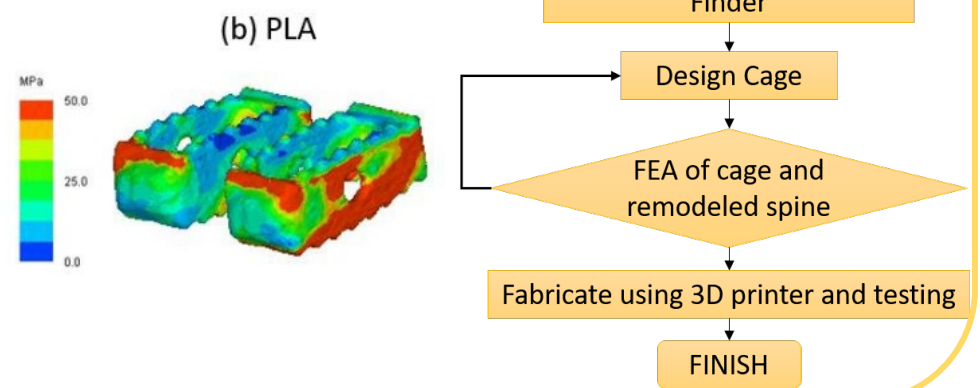 (b) PLA
MPa
50.0
25.0
0.0
Finder
Design Cage
FEA of cage and
remodeled spine
Fabricate using 3D printer and testing
FINISH